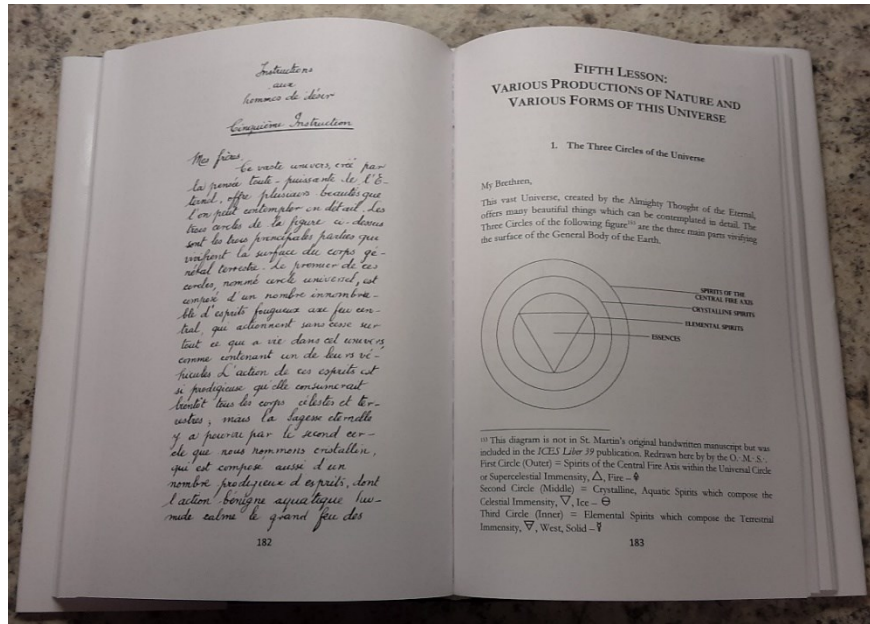 Instructions
aux
hommes de désir
Cinquième Instruction
Mes frères,
Ce vaste univers, créé par
la pensée toute-puissante de l'E-
ternel, offre plusieurs beautés que
l'on peut contempler en détail. Les
trois cercles de la figure ci-dessus
sont les trois principales parties qui
vivifient la surface du corps gé-
néral terrestre. Le premier de ces
cercles, nommé cercle universel, est
composé d'un nombre innombra-
ble d'esprits fougueux axe feu cen-
tral, qui actionnent sans cesse sur
tout ce qui a vie dans cet univers
comme contenant un de leurs vé-
hicules. L'action de ces esprits est
si prodigieuse qu'elle consumerait
bientôt tous les corps célestes et ter-
restres, mais la Sagesse éternelle
y a pourvu par le second cer-
cle que nous nommons cristallin,
qui est composé aussi d'un
nombre prodigieux d'esprits, dont
l'action bénigne aquatique hu-
mide calme le grand feu des
182
FIFTH LESSON:
VARIOUS PRODUCTIONS OF NATURE AND
VARIOUS FORMS OF THIS UNIVERSE
1. The Three Circles of the Universe
My Brethren,
This vast Universe, created by the Almighty Thought of the Eternal,
offers many beautiful things which can be contemplated in detail. The
Three Circles of the following figure are the three main parts vivifying
the surface of the General Body of the Earth.
SPIRITS OF THE
CENTRAL FIRE AXIS
CRYSTALLINE SPIRITS
ELEMENTAL SPIRITS
ESSENCES
This diagram is not in St. Martin's original handwritten manuscript but was
included in the ICES Liber 39 publication. Redrawn here by by the O.·.M.·.S.·.
First Circle (Outer) = Spirits of the Central Fire Axis within the Universal Circle
or Supercelestial Immensity, △, Fire –
Second Circle (Middle) = Crystalline, Aquatic Spirits which compose the
Celestial Immensity, ▽, Ice – ⊖
Third Circle (Inner) = Elemental Spirits which compose the Terrestrial
Immensity, 🜃, West, Solid – ☿
183